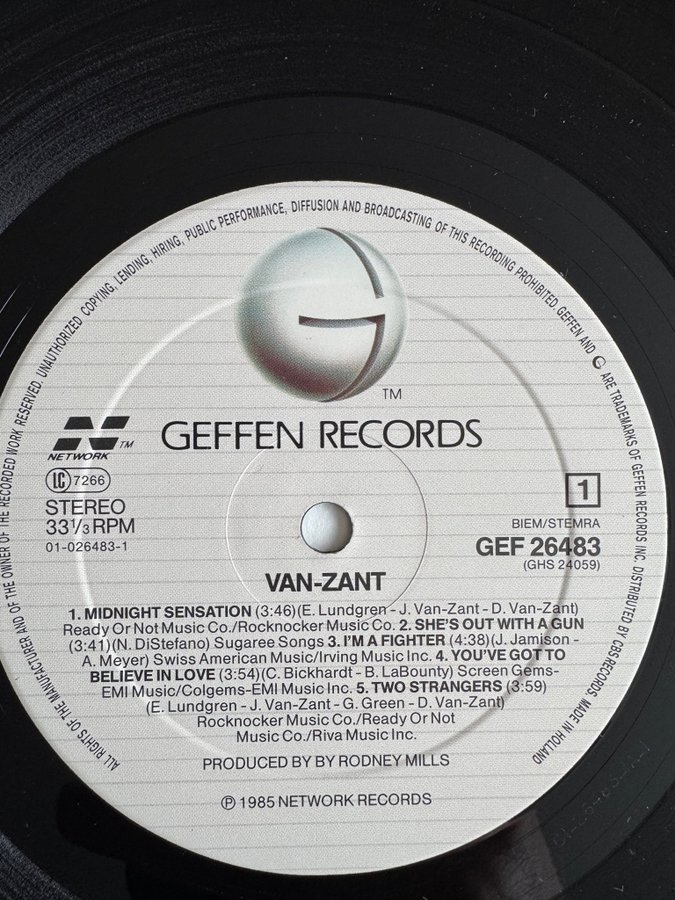 ALL RIGHTS OF THE MANUFACTURER AND OF THE OWNER OF THE RECORDED WORK RESERVED. UNAUTHORIZED COPYING, LENDING, HIRING, PUBLIC PERFORMANCE, DIFFUSION AND BROADCASTING OF THIS RECORDING PROHIBITED GEFFEN AND G ARE TRADEMARKS OF GEFFEN RECORDS INC. DISTRIBUTED BY CBS RECORDS. MADE IN HOLLAND
TM
GEFFEN RECORDS
N TM
NETWORK
LC 7266
STEREO
33 1/3 RPM
01-026483-1
1
BIEM/STEMRA
GEF 26483
(GHS 24059)
VAN-ZANT
1. MIDNIGHT SENSATION (3:46)(E. Lundgren - J. Van-Zant - D. Van-Zant)
Ready Or Not Music Co./Rocknocker Music Co. 2. SHE'S OUT WITH A GUN
(3:41)(N. DiStefano) Sugaree Songs 3. I'M A FIGHTER (4:38)(J. Jamison -
A. Meyer) Swiss American Music/Irving Music Inc. 4. YOU'VE GOT TO
BELIEVE IN LOVE (3:54)(C. Bickhardt - B. LaBounty) Screen Gems-
EMI Music/Colgems-EMI Music Inc. 5. TWO STRANGERS (3:59)
(E. Lundgren - J. Van-Zant - G. Green - D. Van-Zant)
Rocknocker Music Co./Ready Or Not
Music Co./Riva Music Inc.
PRODUCED BY BY RODNEY MILLS
℗ 1985 NETWORK RECORDS